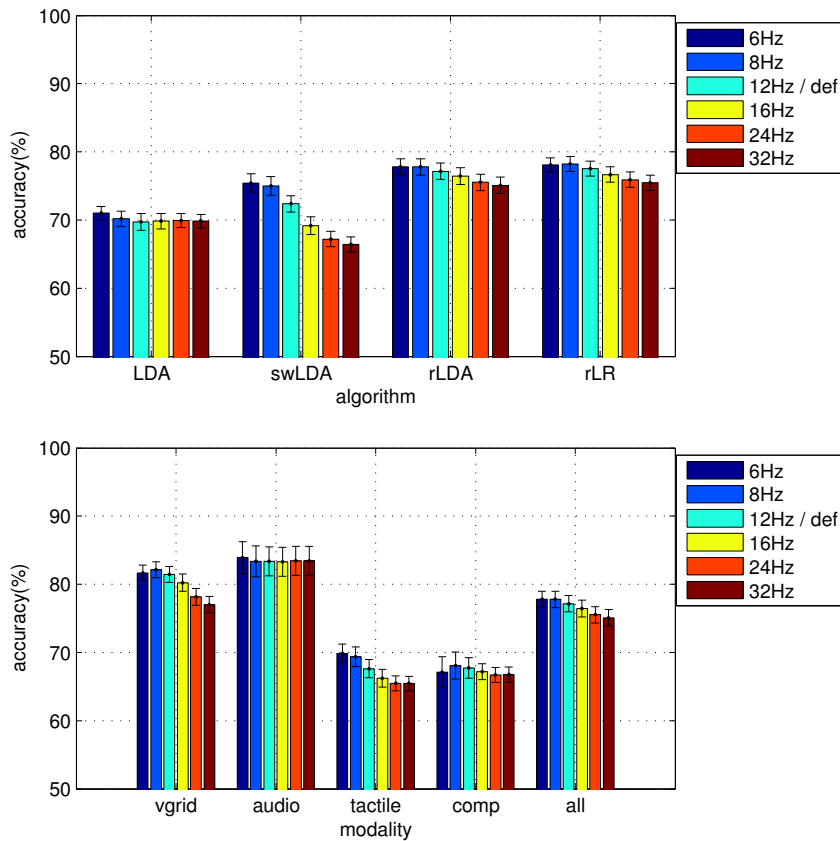 100
90
80
70
60
50
accuracy(%)
LDA swLDA rLDA rLR
algorithm
6Hz
8Hz
12Hz / def
16Hz
24Hz
32Hz
100
90
80
70
60
50
accuracy(%)
vgrid audio tactile comp all
modality
6Hz
8Hz
12Hz / def
16Hz
24Hz
32Hz